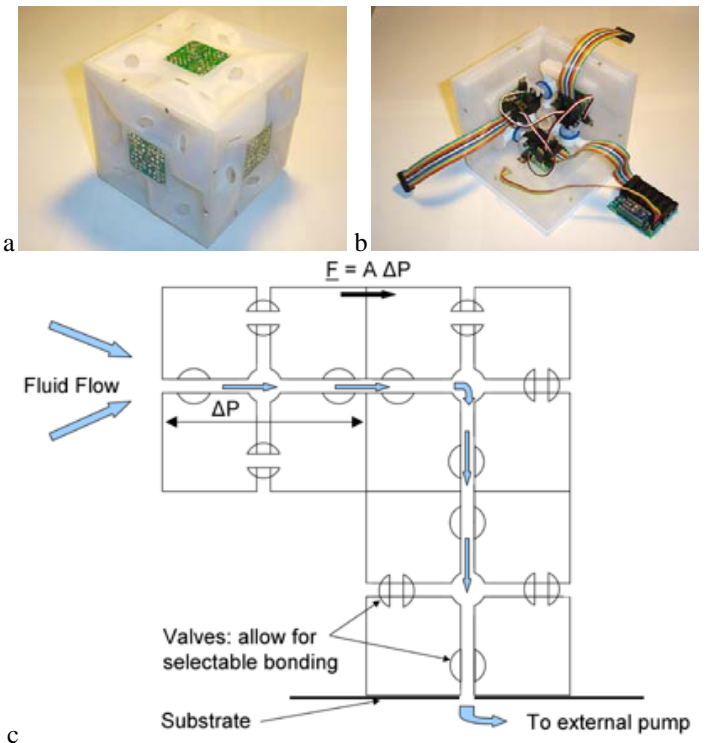 a
b
F = A ΔP
Fluid Flow
ΔP
Valves: allow for
selectable bonding
Substrate
To external pump
c